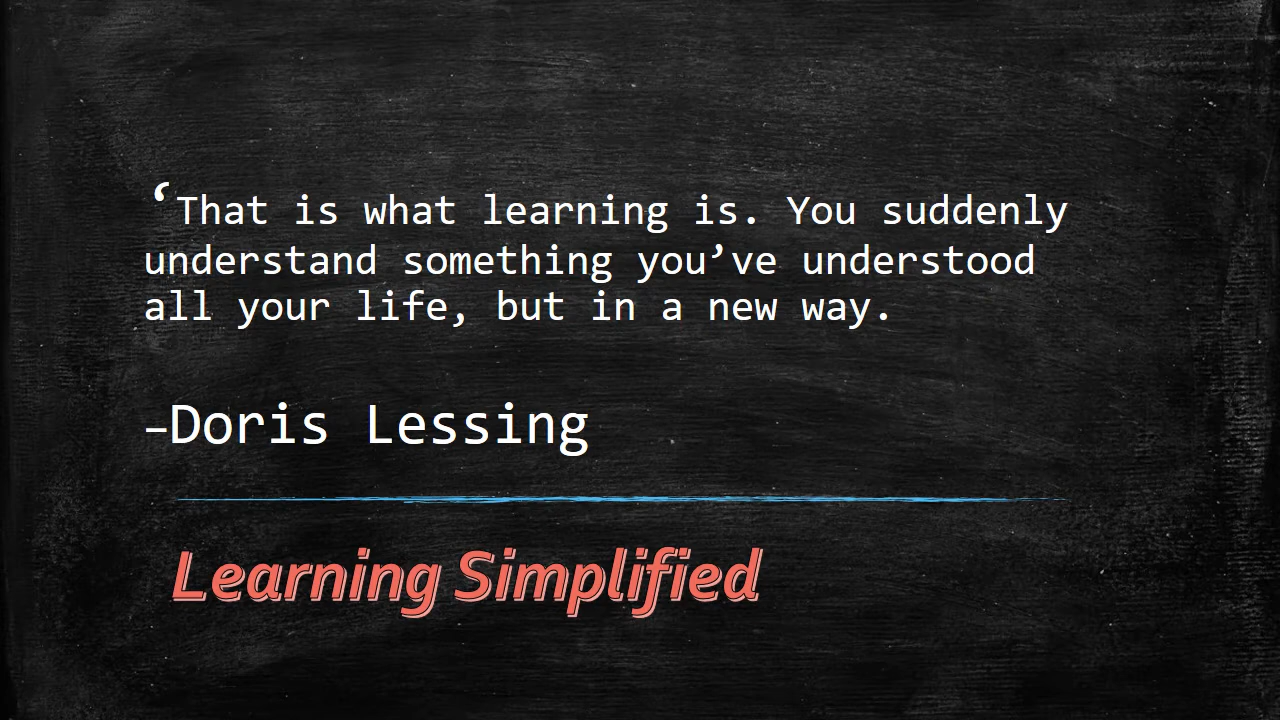 ‘That is what learning is. You suddenly
understand something you’ve understood
all your life, but in a new way.
–Doris Lessing
Learning Simplified